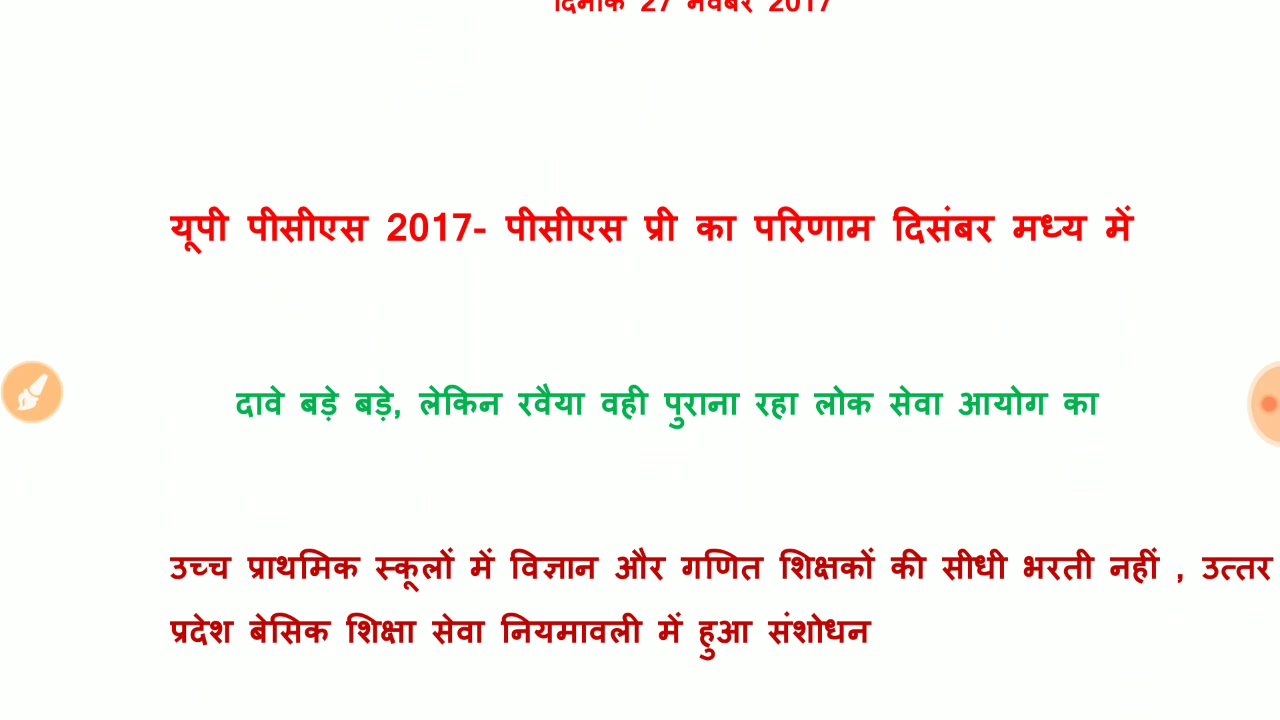 दिनांक 27 नवंबर 2017
यूपी पीसीएस 2017- पीसीएस प्री का परिणाम दिसंबर मध्य में
दावे बड़े बड़े, लेकिन रवैया वही पुराना रहा लोक सेवा आयोग का
उच्च प्राथमिक स्कूलों में विज्ञान और गणित शिक्षकों की सीधी भरती नहीं , उत्तर
प्रदेश बेसिक शिक्षा सेवा नियमावली में हुआ संशोधन